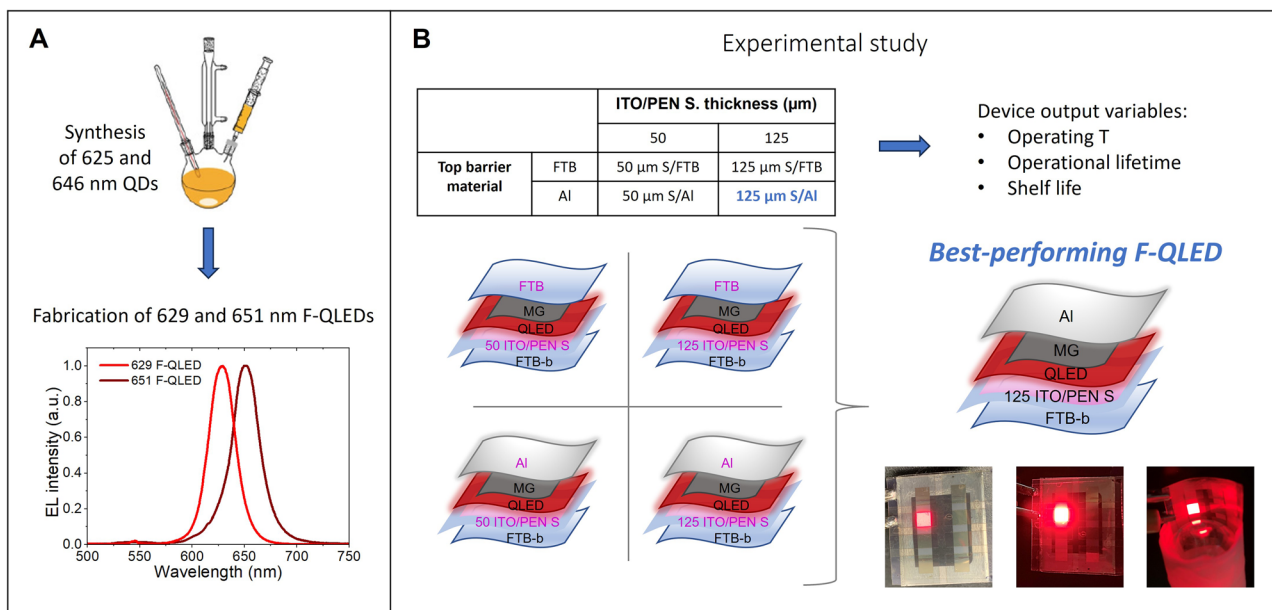 A
Synthesis
of 625 and
646 nm QDs
Fabrication of 629 and 651 nm F-QLEDs
629 F-QLED
651 F-QLED
EL intensity (a.u.)
1.0
0.8
0.6
0.4
0.2
0.0
500 550 600 650 700 750
Wavelength (nm)
B
Experimental study
ITO/PEN S. thickness (µm)
50 125
Top barrier
material
FTB 50 µm S/FTB 125 µm S/FTB
Al 50 µm S/Al 125 µm S/Al
Device output variables:
• Operating T
• Operational lifetime
• Shelf life
FTB
MG
QLED
50 ITO/PEN S
FTB-b
FTB
MG
QLED
125 ITO/PEN S
FTB-b
Al
MG
QLED
50 ITO/PEN S
FTB-b
Al
MG
QLED
125 ITO/PEN S
FTB-b
Best-performing F-QLED
Al
MG
QLED
125 ITO/PEN S
FTB-b